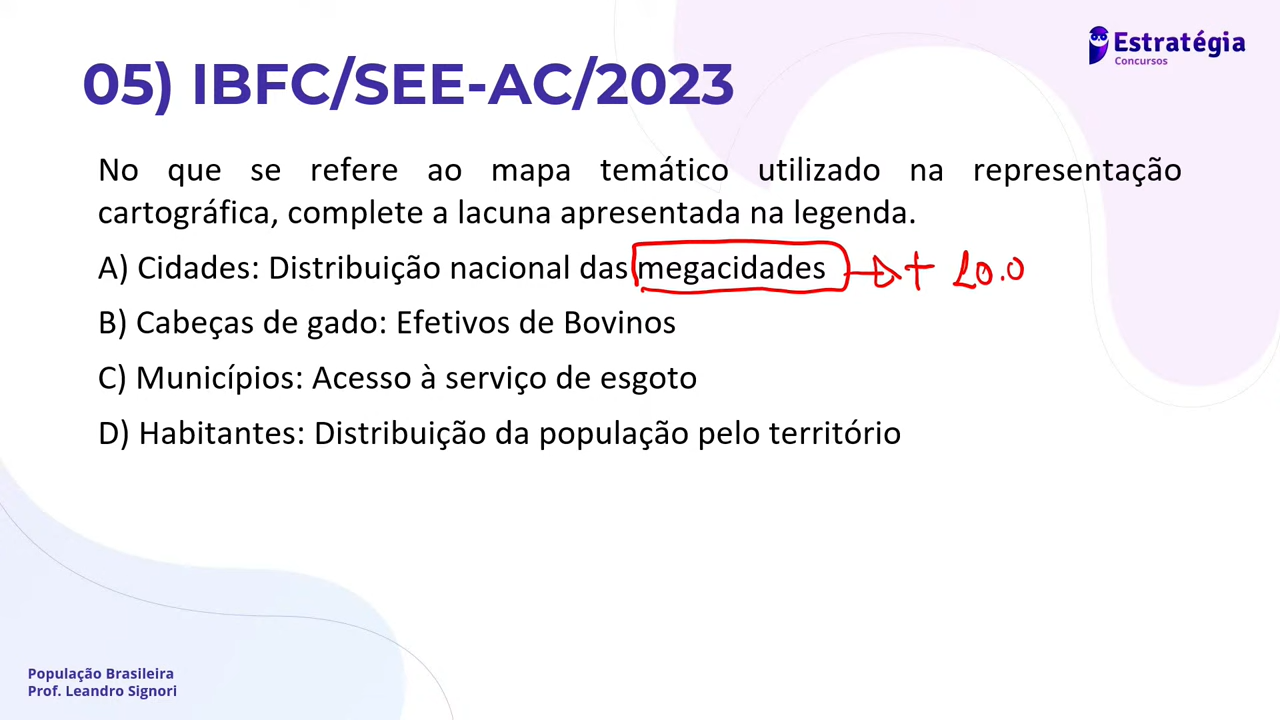 Estratégia
Concursos
05) IBFC/SEE-AC/2023
No que se refere ao mapa temático utilizado na representação
cartográfica, complete a lacuna apresentada na legenda.
A) Cidades: Distribuição nacional das megacidades + 10.0
B) Cabeças de gado: Efetivos de Bovinos
C) Municípios: Acesso à serviço de esgoto
D) Habitantes: Distribuição da população pelo território
População Brasileira
Prof. Leandro Signori